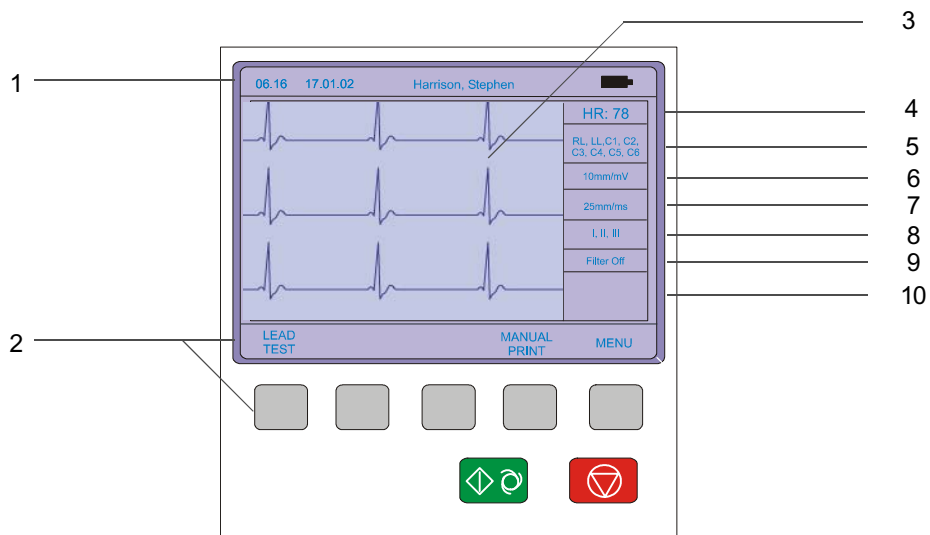 3
1
06.16 17.01.02 Harrison, Stephen
HR: 78
4
RL, LL,C1, C2,
C3, C4, C5, C6
5
10mm/mV
6
25mm/ms
7
I, II, III
8
Filter Off
9
10
2
LEAD
TEST
MANUAL
PRINT
MENU